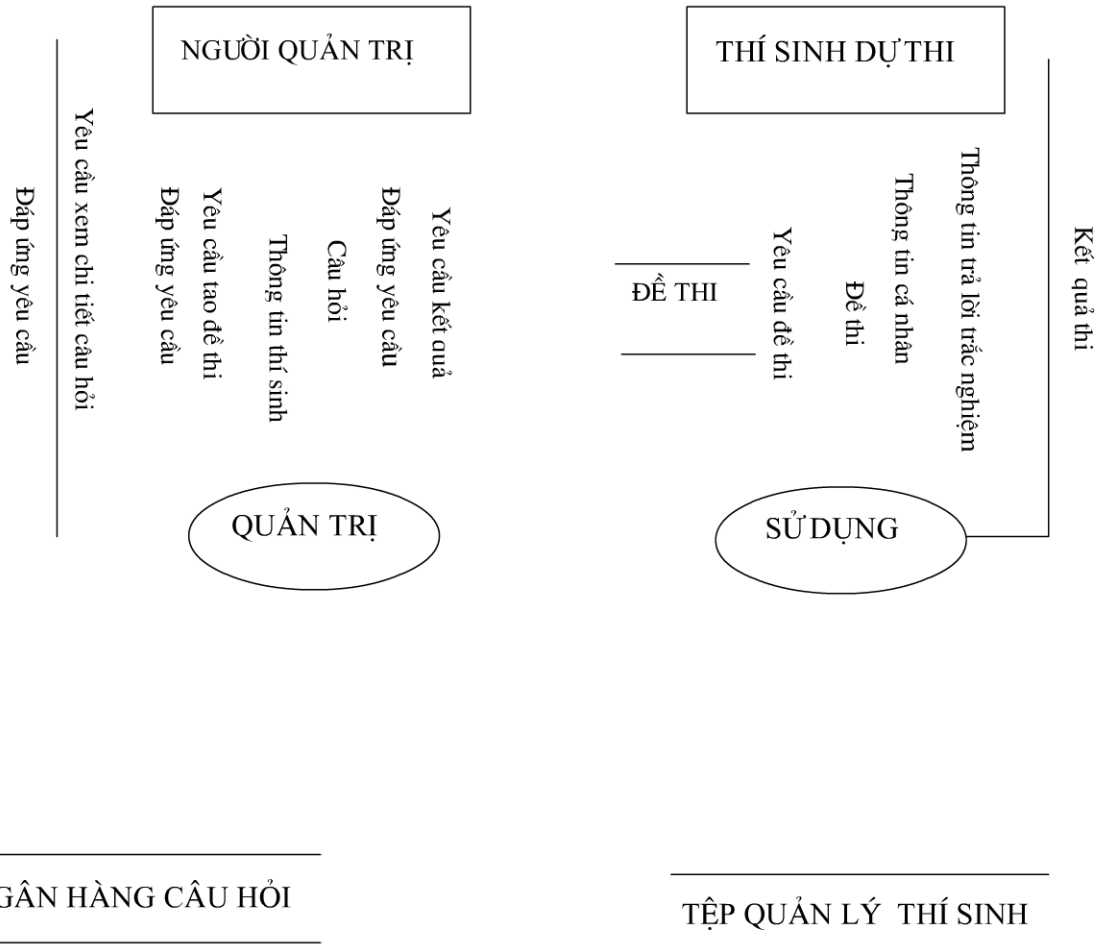 NGƯỜI QUẢN TRỊ
THÍ SINH DỰ THI
Đáp ứng yêu cầu
Yêu cầu xem chi tiết câu hỏi
Đáp ứng yêu cầu
Yêu cầu tao đề thi
Thông tin thí sinh
Câu hỏi
Đáp ứng yêu cầu
Yêu cầu kết quả
ĐỀ THI
Yêu cầu đề thi
Đề thi
Thông tin cá nhân
Thông tin trả lời trắc nghiệm
Kết quả thi
QUẢN TRỊ
SỬ DỤNG
GÂN HÀNG CÂU HỎI
TỆP QUẢN LÝ THÍ SINH